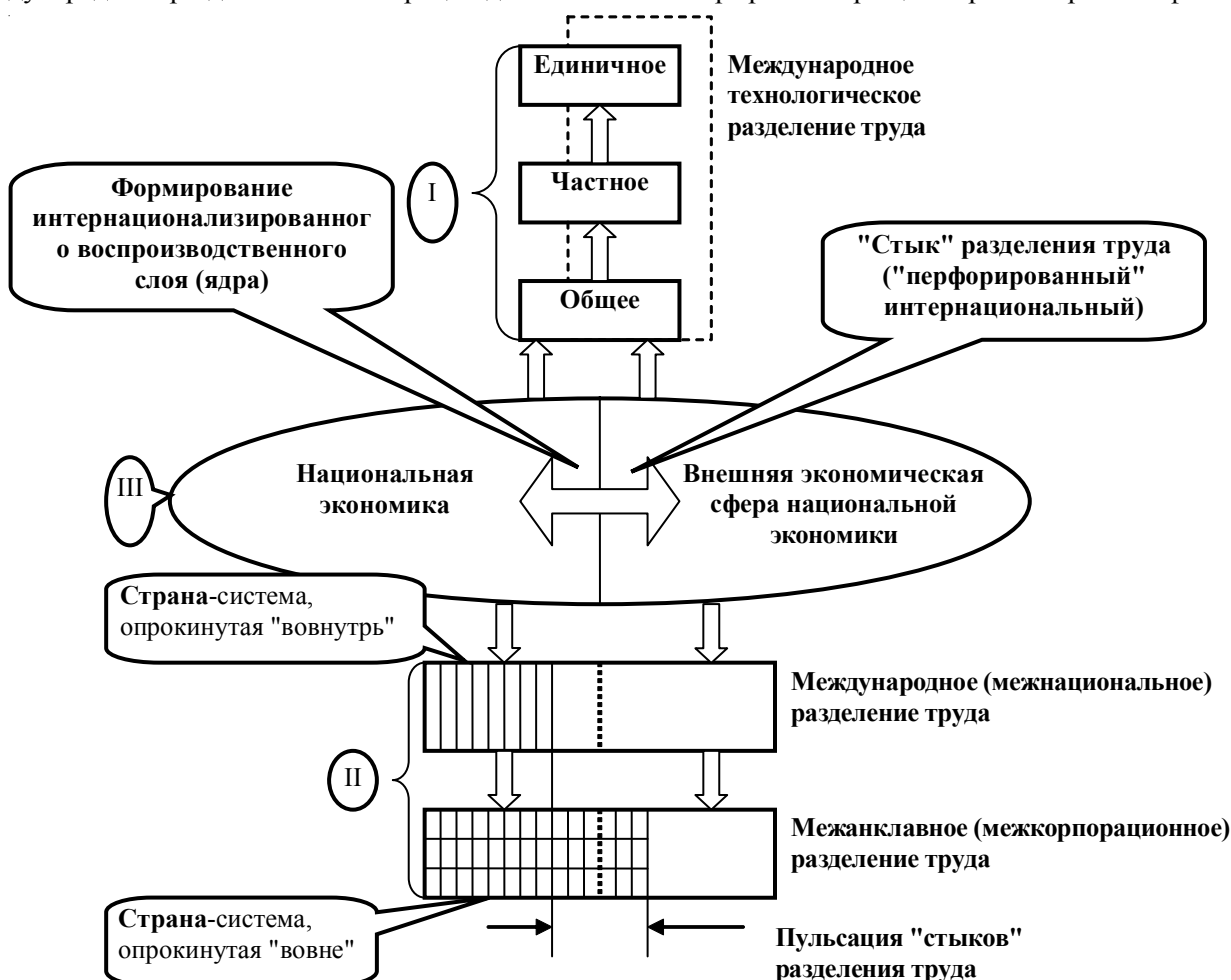 Единичное
Международное
технологическое
разделение труда
Частное
I
Формирование
интернационализированног
о воспроизводственного
слоя (ядра)
"Стык" разделения труда
("перфорированный"
интернациональный)
Общее
III
Национальная
экономика
Внешняя экономическая
сфера национальной
экономики
Страна-система,
опрокинутая "вовнутрь"
Международное (межнациональное)
разделение труда
II
Межанклавное (межкорпорационное)
разделение труда
Страна-система,
опрокинутая "вовне"
Пульсация "стыков"
разделения труда